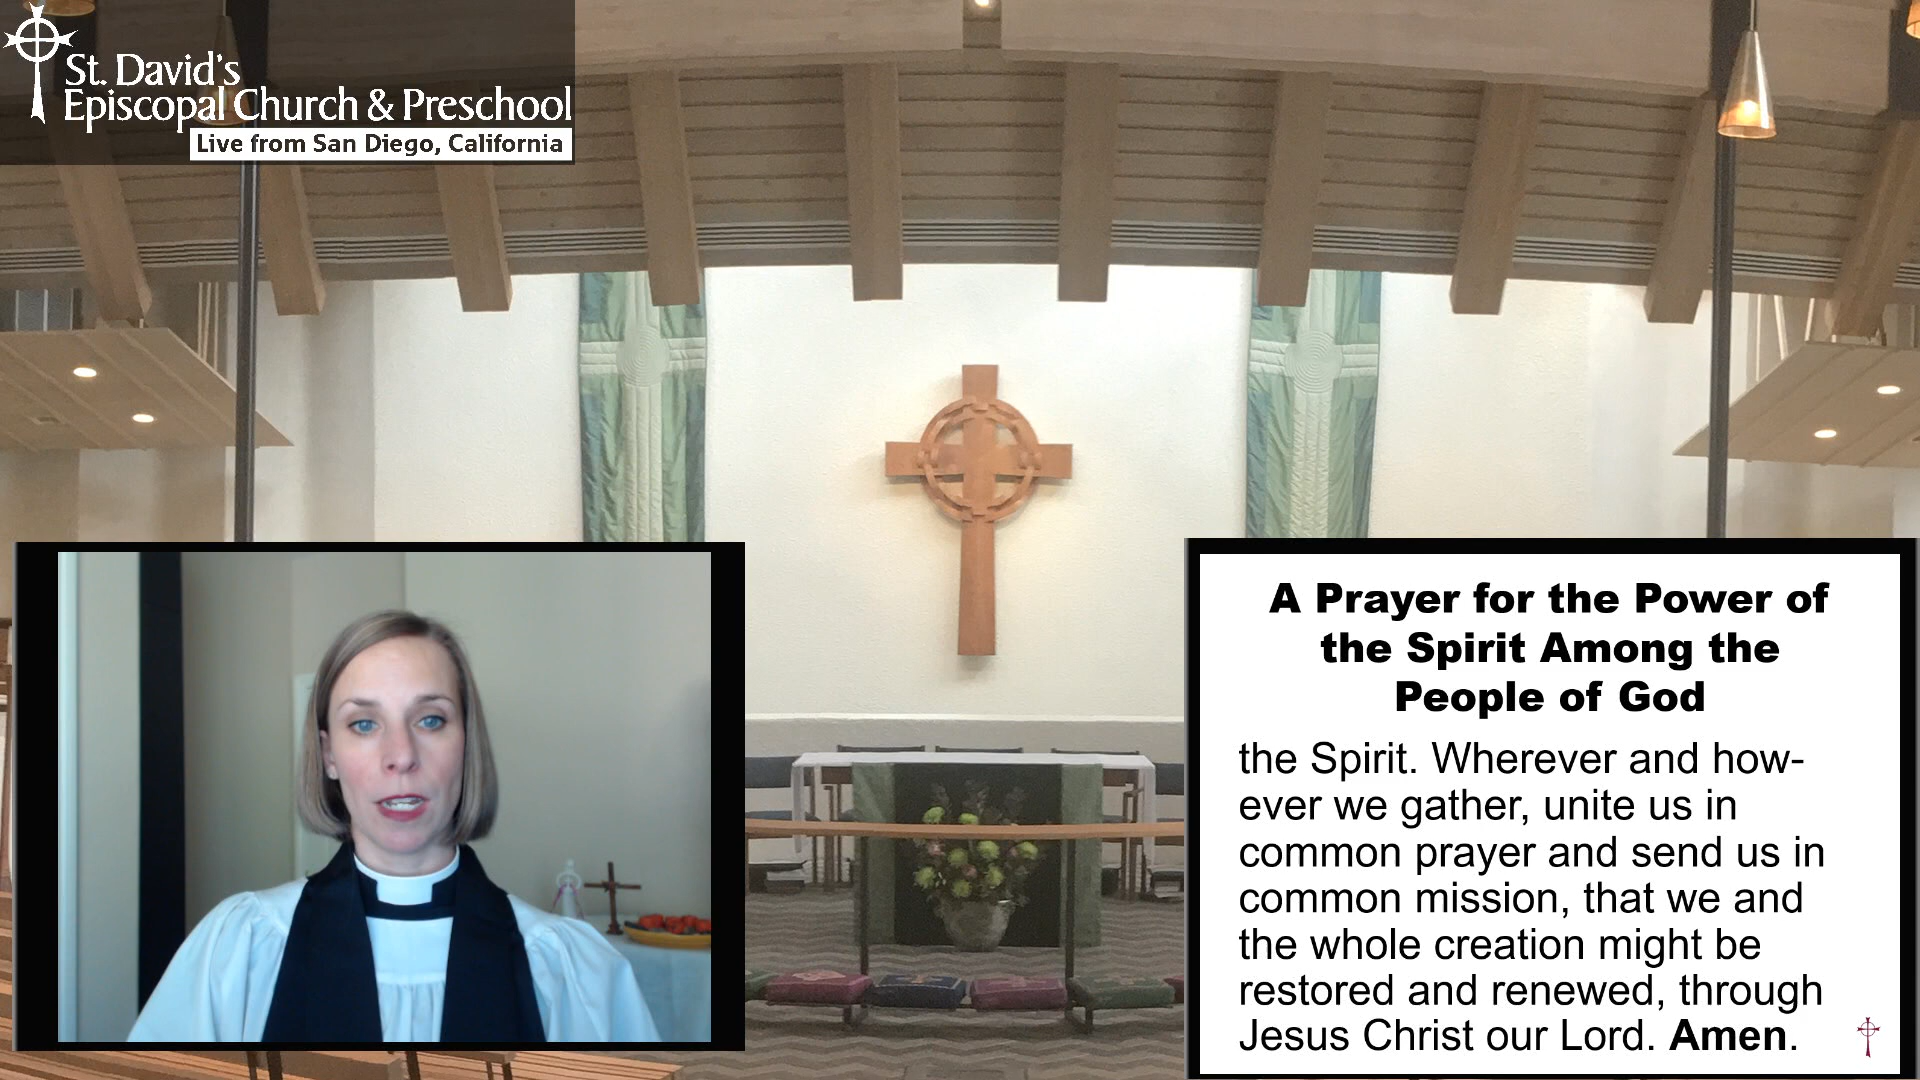 St. David's
Episcopal Church & Preschool
Live from San Diego, California
A Prayer for the Power of
the Spirit Among the
People of God
the Spirit. Wherever and how-
ever we gather, unite us in
common prayer and send us in
common mission, that we and
the whole creation might be
restored and renewed, through
Jesus Christ our Lord. Amen.